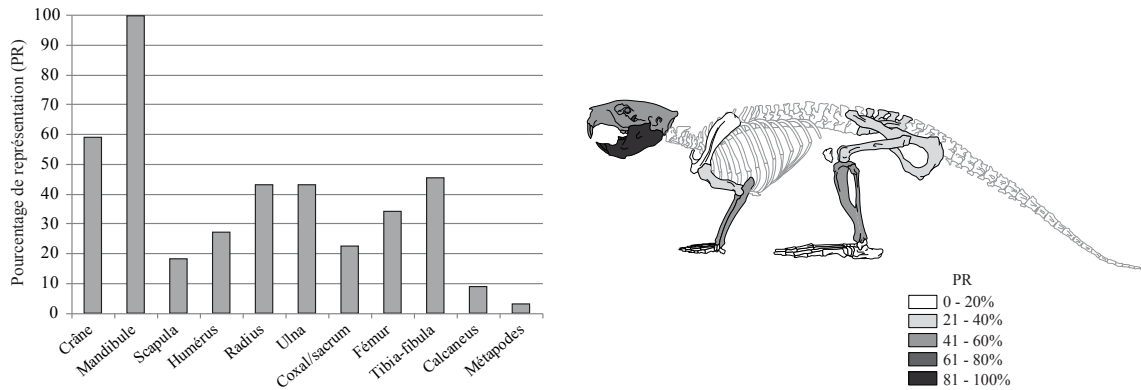 Pourcentage de représentation (PR)
100
90
80
70
60
50
40
30
20
10
0
Crâne
Mandibule
Scapula
Humérus
Radius
Ulna
Coxal/sacrum
Fémur
Tibia-fibula
Calcaneus
Métapodes
PR
0 - 20%
21 - 40%
41 - 60%
61 - 80%
81 - 100%